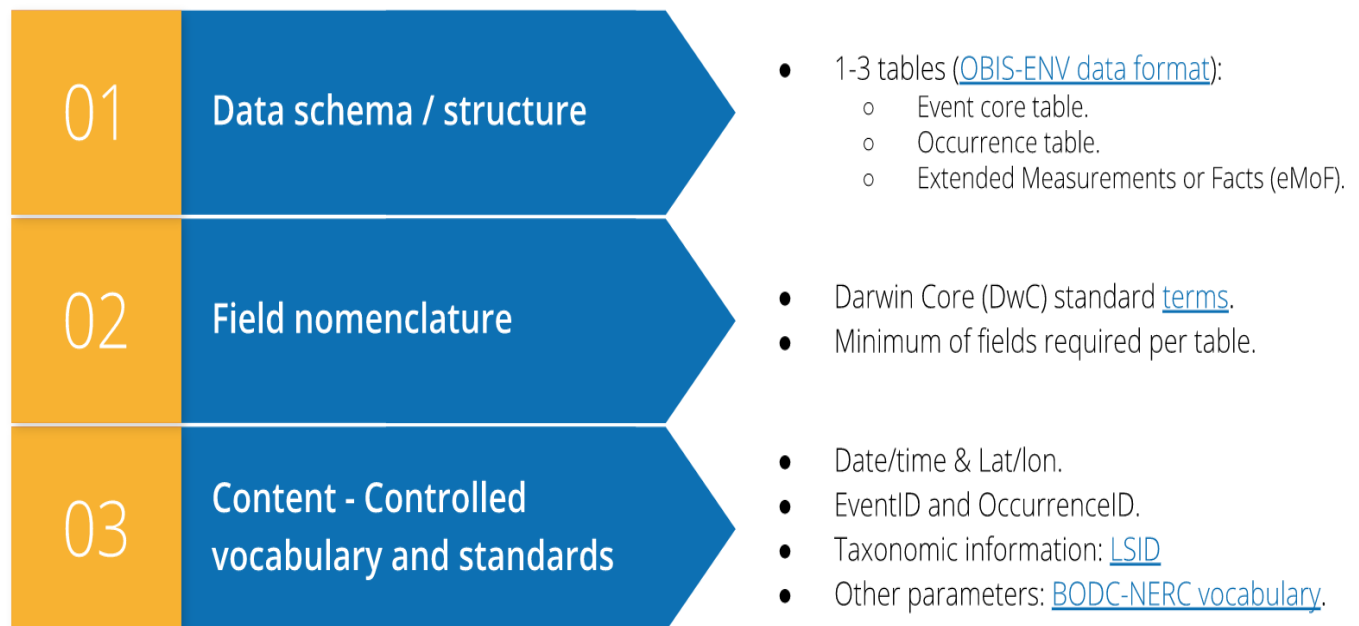 01
Data schema / structure
● 1-3 tables (OBIS-ENV data format):
○ Event core table.
○ Occurrence table.
○ Extended Measurements or Facts (eMoF).
02
Field nomenclature
● Darwin Core (DwC) standard terms.
● Minimum of fields required per table.
03
Content - Controlled
vocabulary and standards
● Date/time & Lat/lon.
● EventID and OccurrenceID.
● Taxonomic information: LSID
● Other parameters: BODC-NERC vocabulary.